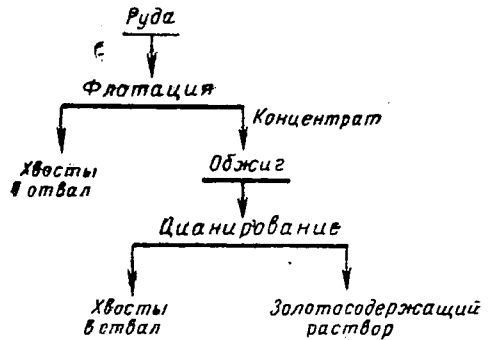 Руда
Флотация
Концентрат
Хвосты
в отвал
Обжиг
Цианирование
Хвосты
в отвал
Золотосодержащий
раствор